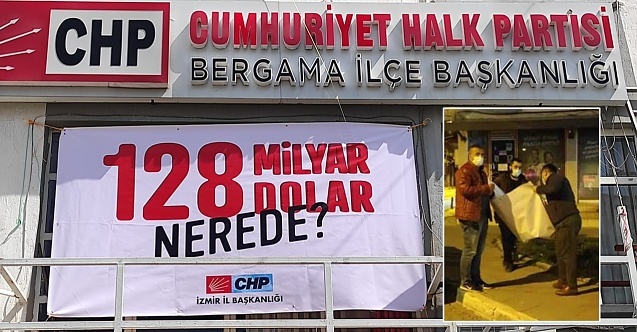 CHP CUMHURİYET HALK PARTİSİ
BERGAMA İLÇE BAŞKANLIĞI
128 MİLYAR
DOLAR
NEREDE?
CHP
İZMİR İL BAŞKANLIĞI